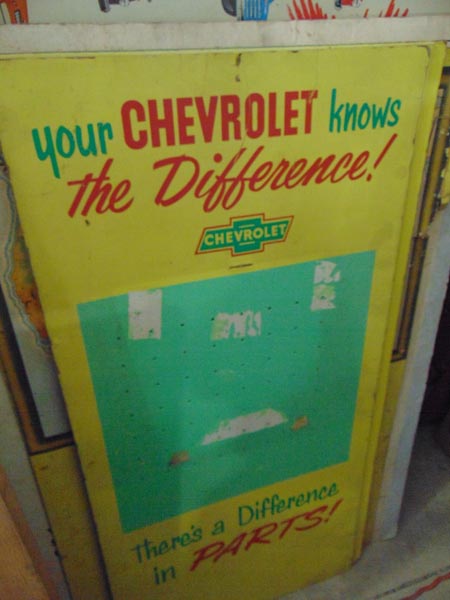 your CHEVROLET knows
the Difference!
CHEVROLET
There's a Difference
in PARTS!